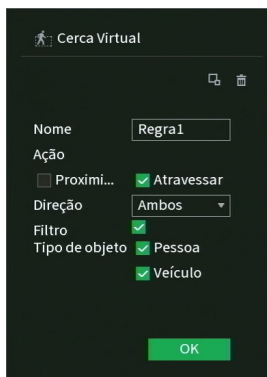 Cerca Virtual
Nome Regra1
Ação
Proximi... Atravessar
Direção Ambos
Filtro
Tipo de objeto Pessoa
Veículo
OK